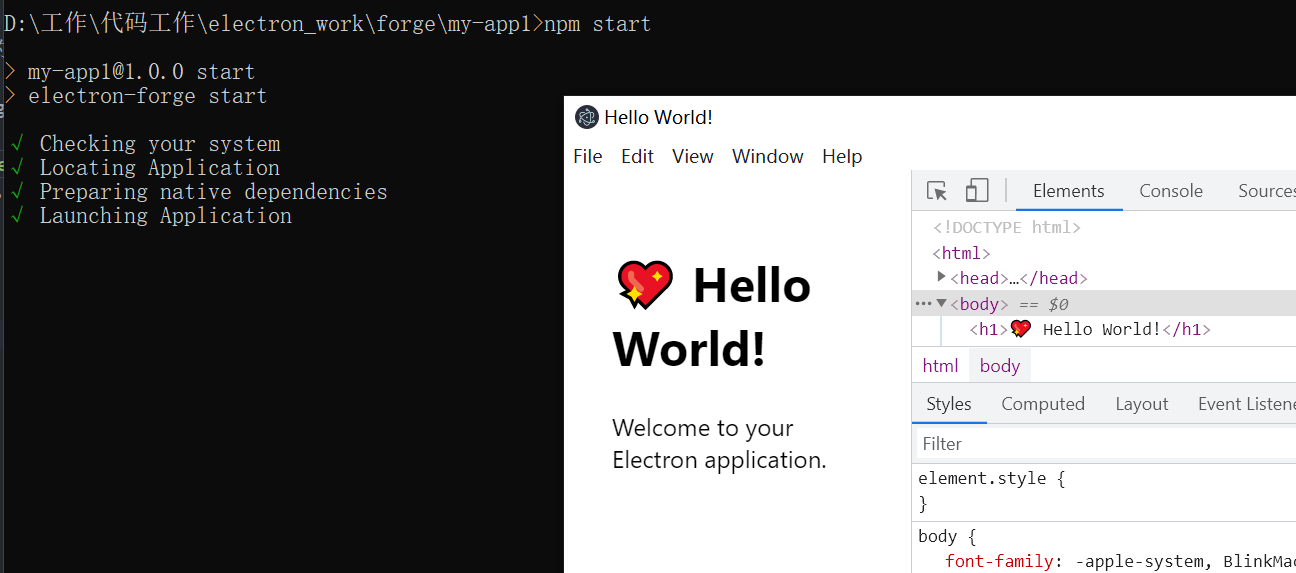 D:\工作\代码工作\electron_work\forge\my-app1>npm start
> my-app1@1.0.0 start
> electron-forge start
√ Checking your system
√ Locating Application
√ Preparing native dependencies
√ Launching Application
Hello World!
File Edit View Window Help
💖 Hello
World!
Welcome to your
Electron application.
Elements Console Sources
<!DOCTYPE html>
<html>
▶<head>…</head>
···▼<body> == $0
<h1>💖 Hello World!</h1>
html body
Styles Computed Layout Event Listene
Filter
element.style {
}
body {
font-family: -apple-system, BlinkMac